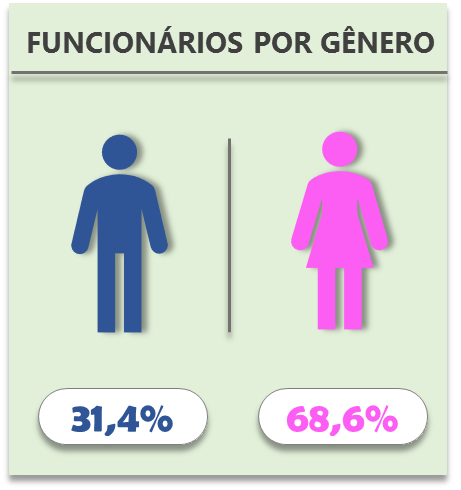 FUNCIONÁRIOS POR GÊNERO
31,4%
68,6%